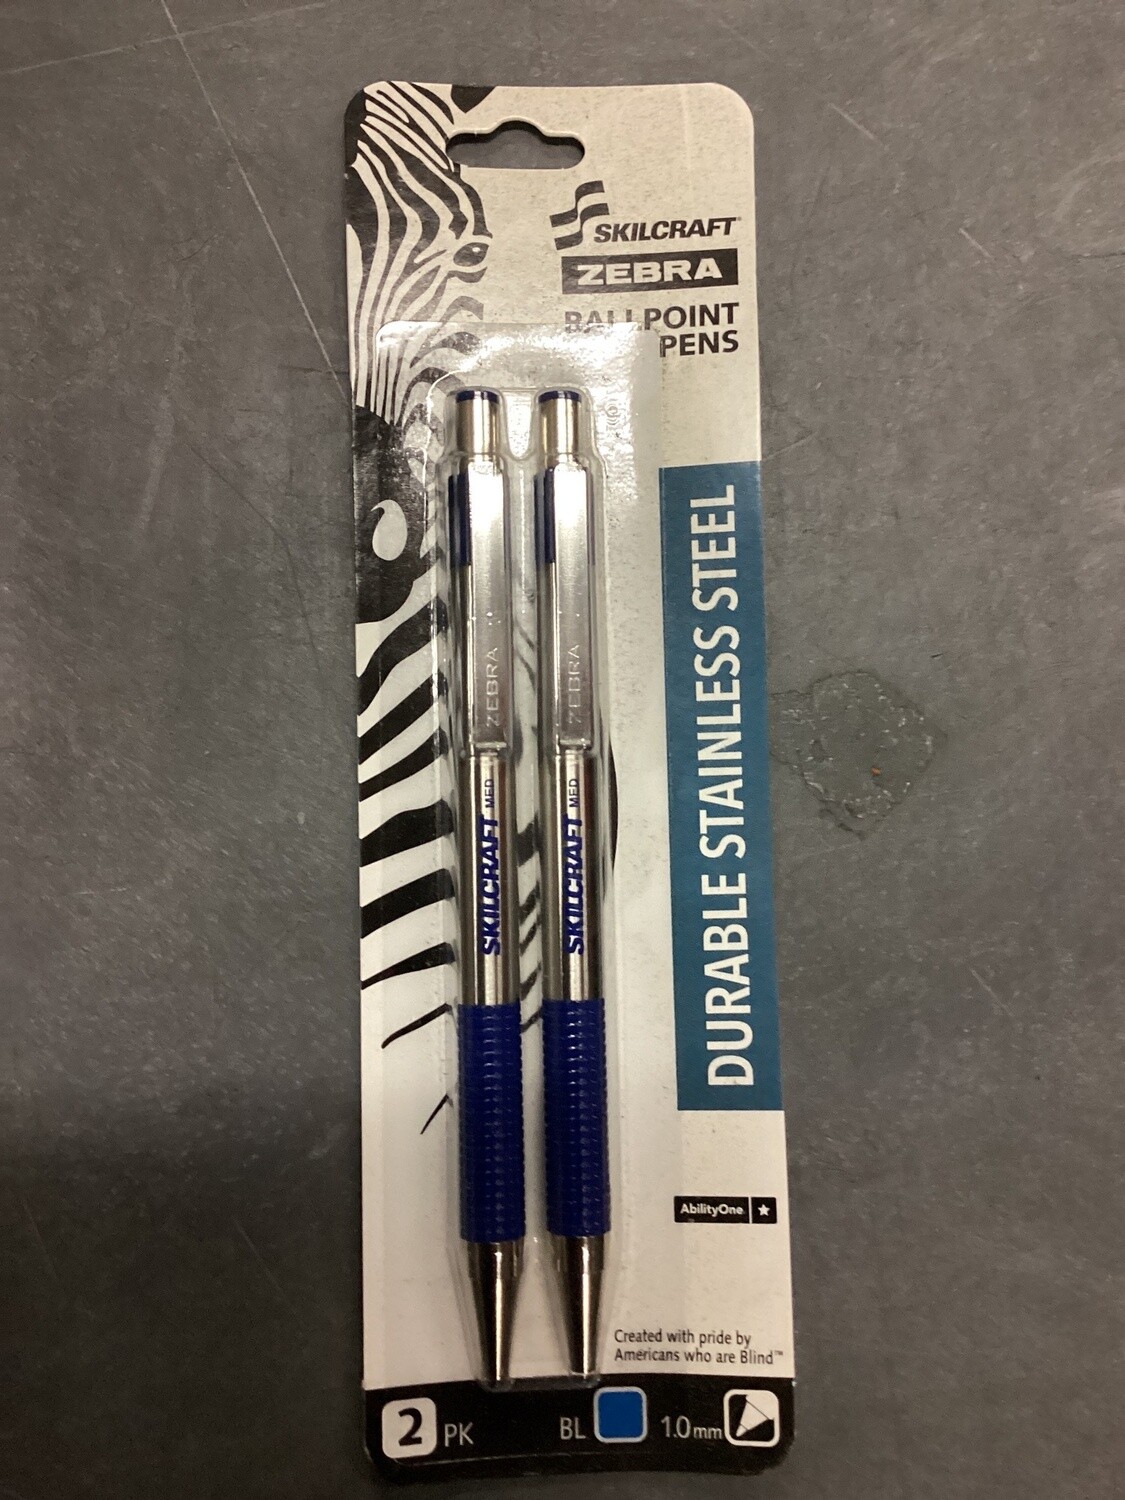 SKILCRAFT
ZEBRA
BALLPOINT
PENS
DURABLE STAINLESS STEEL
ZEBRA
ZEBRA
SKILCRAFT MED
SKILCRAFT MED
AbilityOne
Created with pride by
Americans who are Blind™
2 PK BL 1.0mm